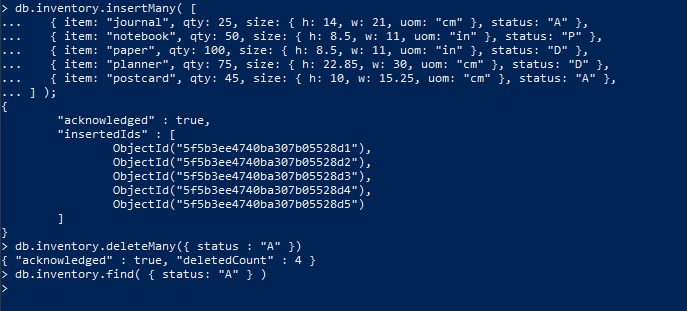 > db.inventory.insertMany( [
...    { item: "journal", qty: 25, size: { h: 14, w: 21, uom: "cm" }, status: "A" },
...    { item: "notebook", qty: 50, size: { h: 8.5, w: 11, uom: "in" }, status: "P" },
...    { item: "paper", qty: 100, size: { h: 8.5, w: 11, uom: "in" }, status: "D" },
...    { item: "planner", qty: 75, size: { h: 22.85, w: 30, uom: "cm" }, status: "D" },
...    { item: "postcard", qty: 45, size: { h: 10, w: 15.25, uom: "cm" }, status: "A" },
... ] );
{
        "acknowledged" : true,
        "insertedIds" : [
                ObjectId("5f5b3ee4740ba307b05528d1"),
                ObjectId("5f5b3ee4740ba307b05528d2"),
                ObjectId("5f5b3ee4740ba307b05528d3"),
                ObjectId("5f5b3ee4740ba307b05528d4"),
                ObjectId("5f5b3ee4740ba307b05528d5")
        ]
}
> db.inventory.deleteMany({ status : "A" })
{ "acknowledged" : true, "deletedCount" : 4 }
> db.inventory.find( { status: "A" } )
>